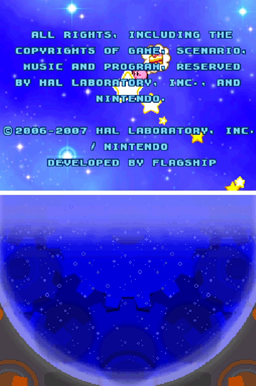 ALL RIGHTS, INCLUDING THE
COPYRIGHTS OF GAME, SCENARIO,
MUSIC AND PROGRAM, RESERVED
BY HAL LABORATORY, INC., AND
NINTENDO.
©2006-2007 HAL LABORATORY, INC.
/ NINTENDO
DEVELOPED BY FLAGSHIP